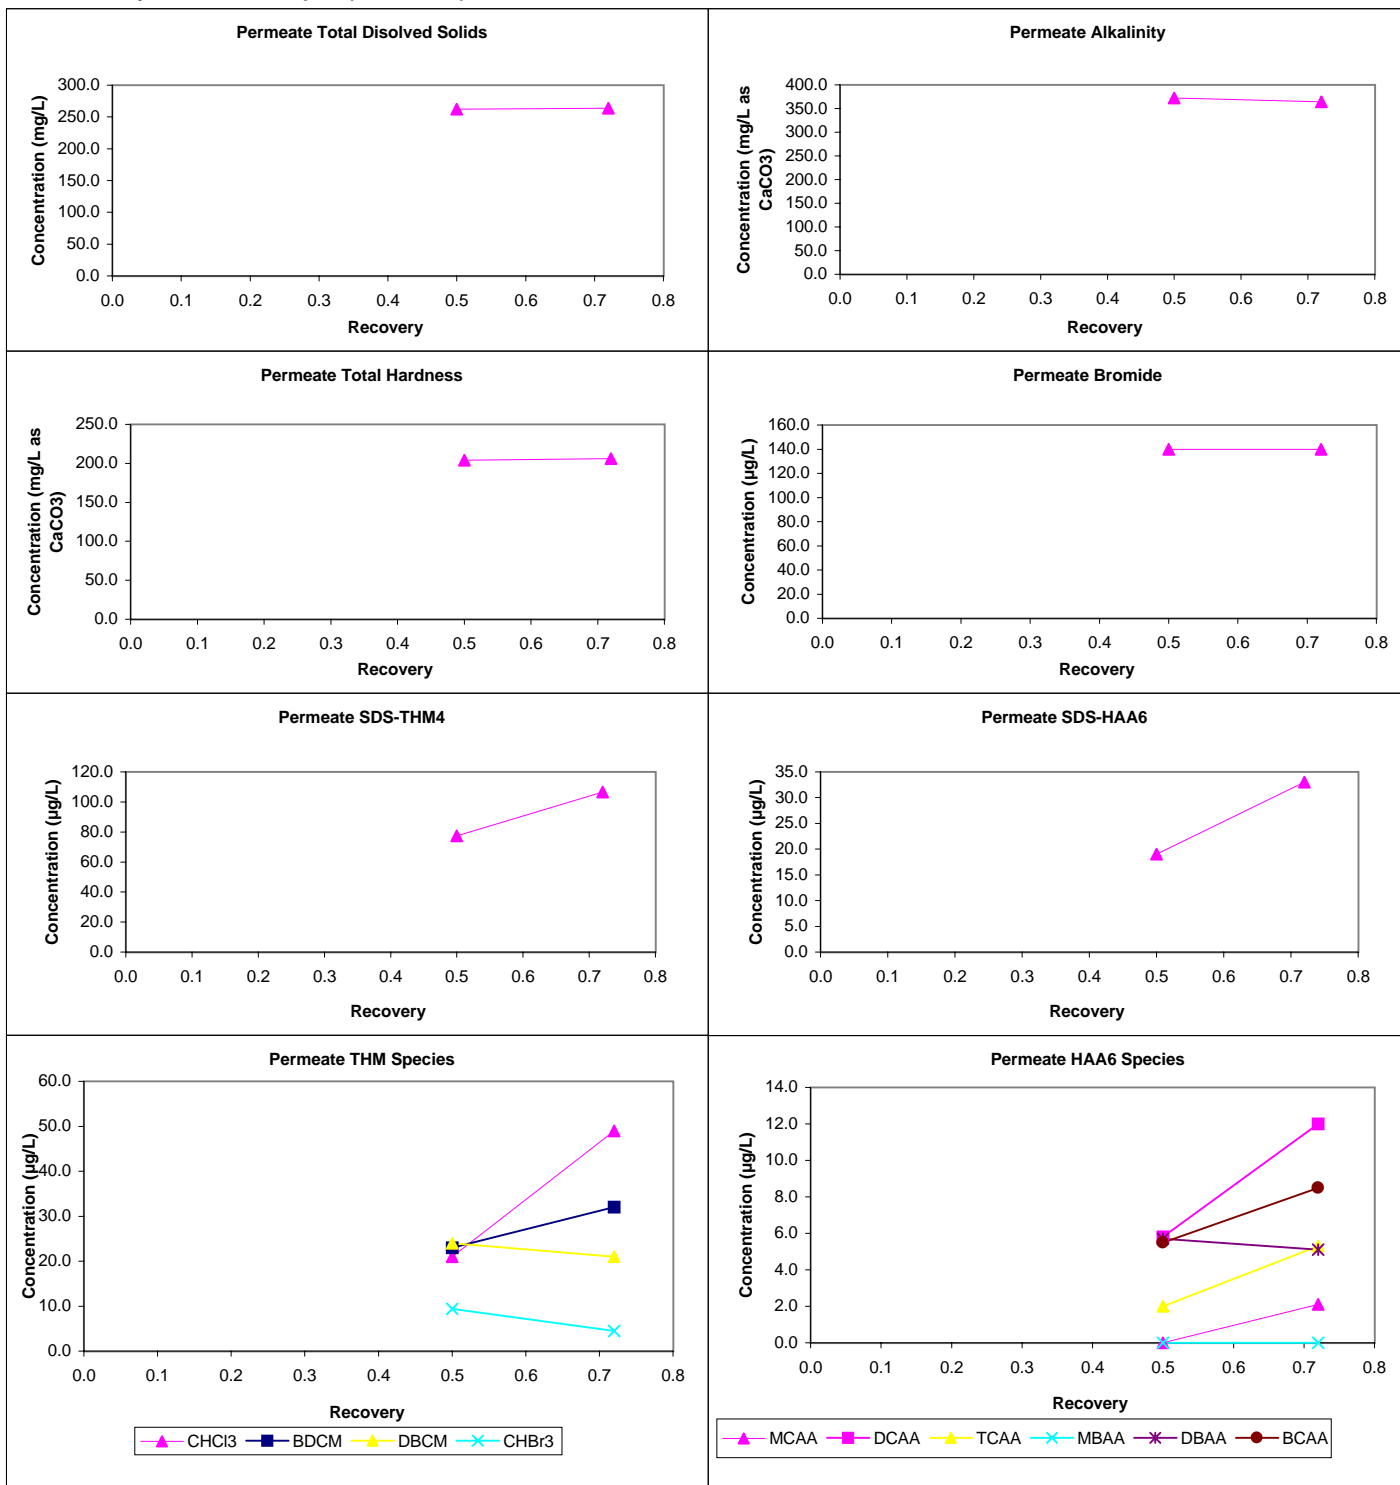 Permeate Total Disolved Solids
Concentration (mg/L)
300.0
250.0
200.0
150.0
100.0
50.0
0.0
0.0 0.1 0.2 0.3 0.4 0.5 0.6 0.7 0.8
Recovery
Permeate Alkalinity
Concentration (mg/L as
CaCO3)
400.0
350.0
300.0
250.0
200.0
150.0
100.0
50.0
0.0
0.0 0.1 0.2 0.3 0.4 0.5 0.6 0.7 0.8
Recovery
Permeate Total Hardness
Concentration (mg/L as
CaCO3)
250.0
200.0
150.0
100.0
50.0
0.0
0.0 0.1 0.2 0.3 0.4 0.5 0.6 0.7 0.8
Recovery
Permeate Bromide
Concentration (µg/L)
160.0
140.0
120.0
100.0
80.0
60.0
40.0
20.0
0.0
0.0 0.1 0.2 0.3 0.4 0.5 0.6 0.7 0.8
Recovery
Permeate SDS-THM4
Concentration (µg/L)
120.0
100.0
80.0
60.0
40.0
20.0
0.0
0.0 0.1 0.2 0.3 0.4 0.5 0.6 0.7 0.8
Recovery
Permeate SDS-HAA6
Concentration (µg/L)
35.0
30.0
25.0
20.0
15.0
10.0
5.0
0.0
0.0 0.1 0.2 0.3 0.4 0.5 0.6 0.7 0.8
Recovery
Permeate THM Species
Concentration (µg/L)
60.0
50.0
40.0
30.0
20.0
10.0
0.0
0.0 0.1 0.2 0.3 0.4 0.5 0.6 0.7 0.8
Recovery
CHCl3 BDCM DBCM CHBr3
Permeate HAA6 Species
Concentration (µg/L)
14.0
12.0
10.0
8.0
6.0
4.0
2.0
0.0
0.0 0.1 0.2 0.3 0.4 0.5 0.6 0.7 0.8
Recovery
MCAA DCAA TCAA MBAA DBAA BCAA